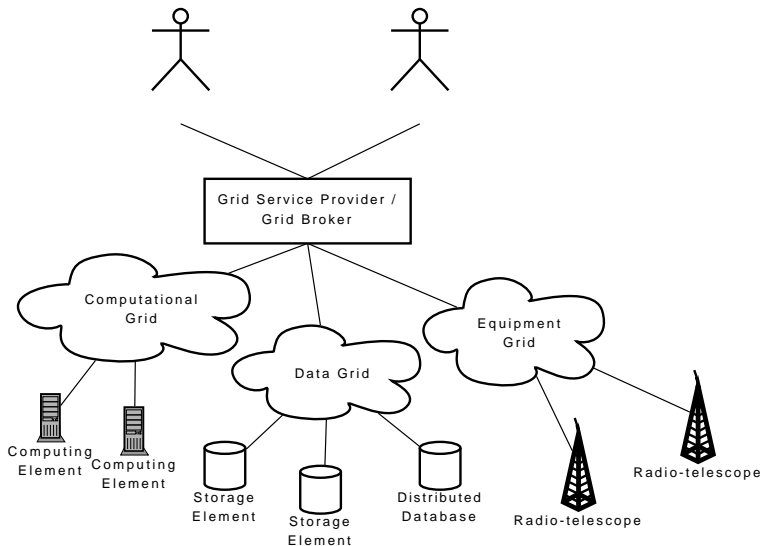 Grid Service Provider /
Grid Broker
Computational
Grid
Equipment
Grid
Data Grid
Computing
Element
Computing
Element
Storage
Element
Storage
Element
Distributed
Database
Radio-telescope
Radio-telescope